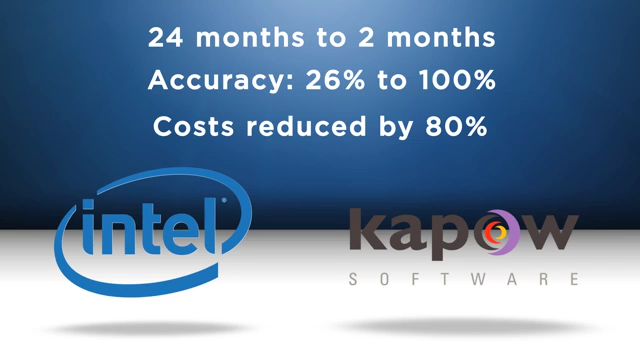 24 months to 2 months
Accuracy: 26% to 100%
Costs reduced by 80%
intel
kapow
SOFTWARE